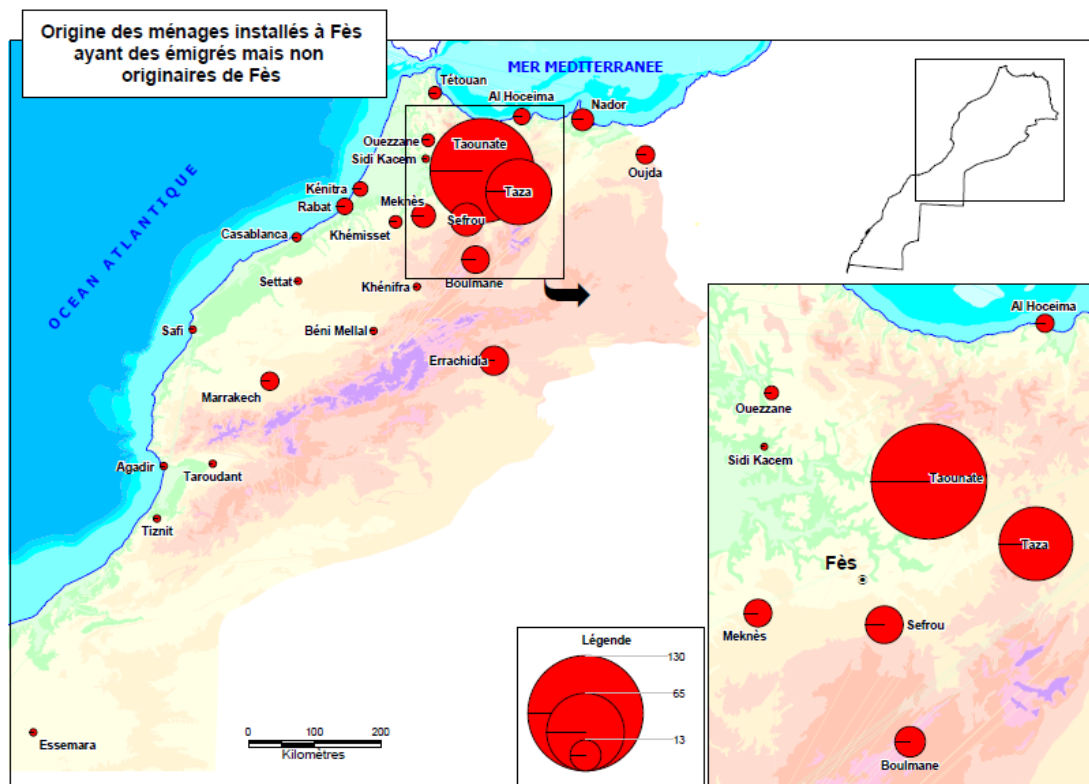 Origine des ménages installés à Fès
ayant des émigrés mais non
originaires de Fès
MER MEDITERRANEE
OCEAN ATLANTIQUE
Tétouan
Al Hoceima
Nador
Ouezzane
Taounate
Sidi Kacem
Oujda
Taza
Kénitra
Meknès
Rabat
Sefrou
Khémisset
Casablanca
Boulmane
Settat
Khénifra
Safi
Béni Mellal
Errachidia
Marrakech
Agadir
Taroudant
Tiznit
Essemara
0 100 200
Kilomètres
Légende
130
65
13
Al Hoceima
Ouezzane
Sidi Kacem
Taounate
Taza
Fès
Meknès
Sefrou
Boulmane